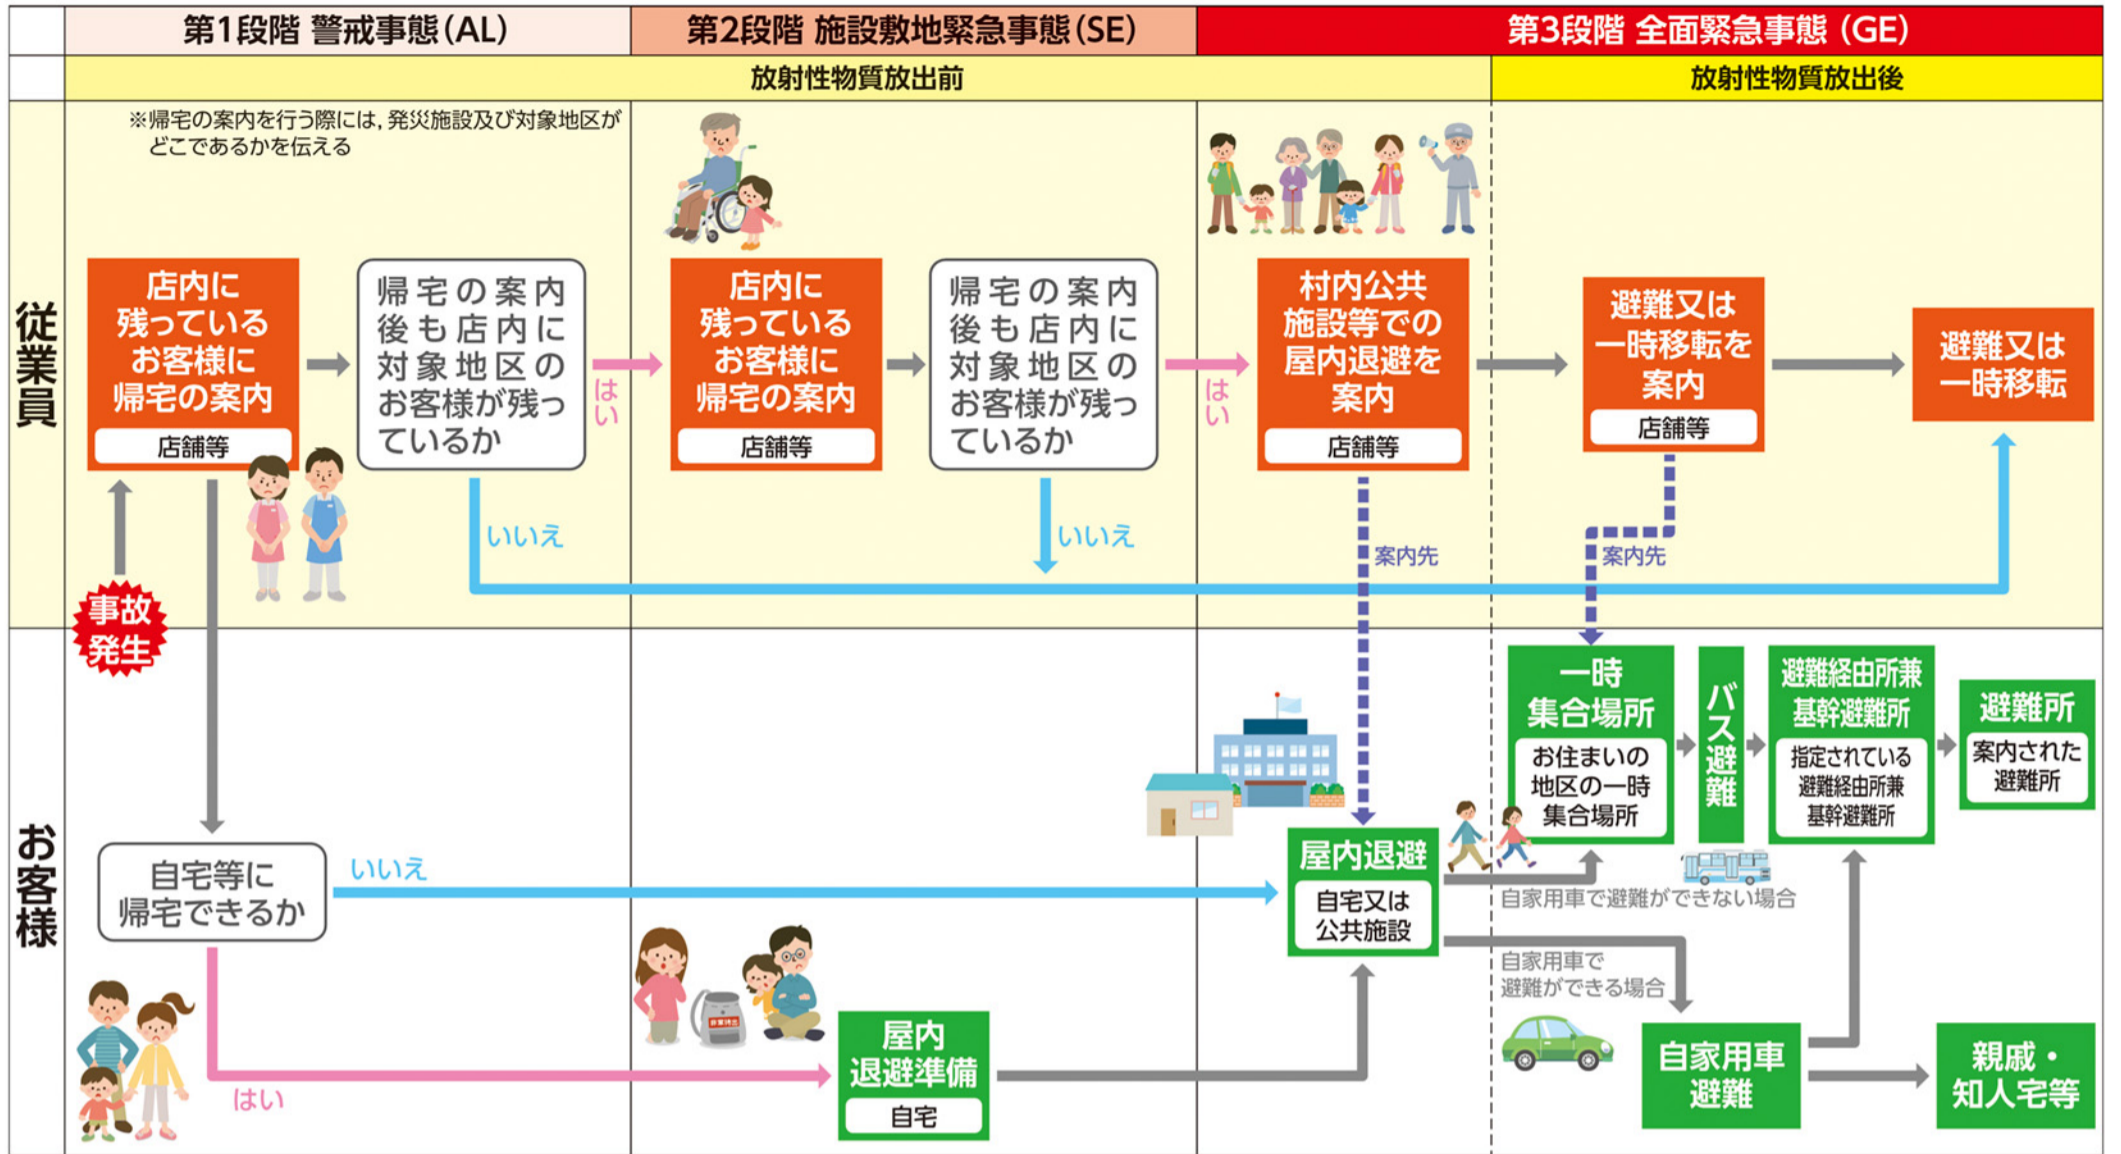 第1段階 警戒事態(AL)
第2段階 施設敷地緊急事態(SE)
第3段階 全面緊急事態 (GE)
放射性物質放出前
放射性物質放出後
従業員
※帰宅の案内を行う際には,発災施設及び対象地区が
どこであるかを伝える
店内に
残っている
お客様に
帰宅の案内
店舗等
帰宅の案内
後も店内に
対象地区の
お客様が残っ
ているか
はい
いいえ
店内に
残っている
お客様に
帰宅の案内
店舗等
帰宅の案内
後も店内に
対象地区の
お客様が残っ
ているか
はい
いいえ
村内公共
施設等での
屋内退避を
案内
店舗等
案内先
避難又は
一時移転を
案内
店舗等
案内先
避難又は
一時移転
事故
発生
お客様
自宅等に
帰宅できるか
いいえ
はい
非常持出
屋内
退避準備
自宅
屋内退避
自宅又は
公共施設
一時
集合場所
お住まいの
地区の一時
集合場所
バス避難
避難経由所兼
基幹避難所
指定されている
避難経由所兼
基幹避難所
避難所
案内された
避難所
自家用車で避難ができない場合
自家用車で
避難ができる場合
自家用車
避難
親戚・
知人宅等